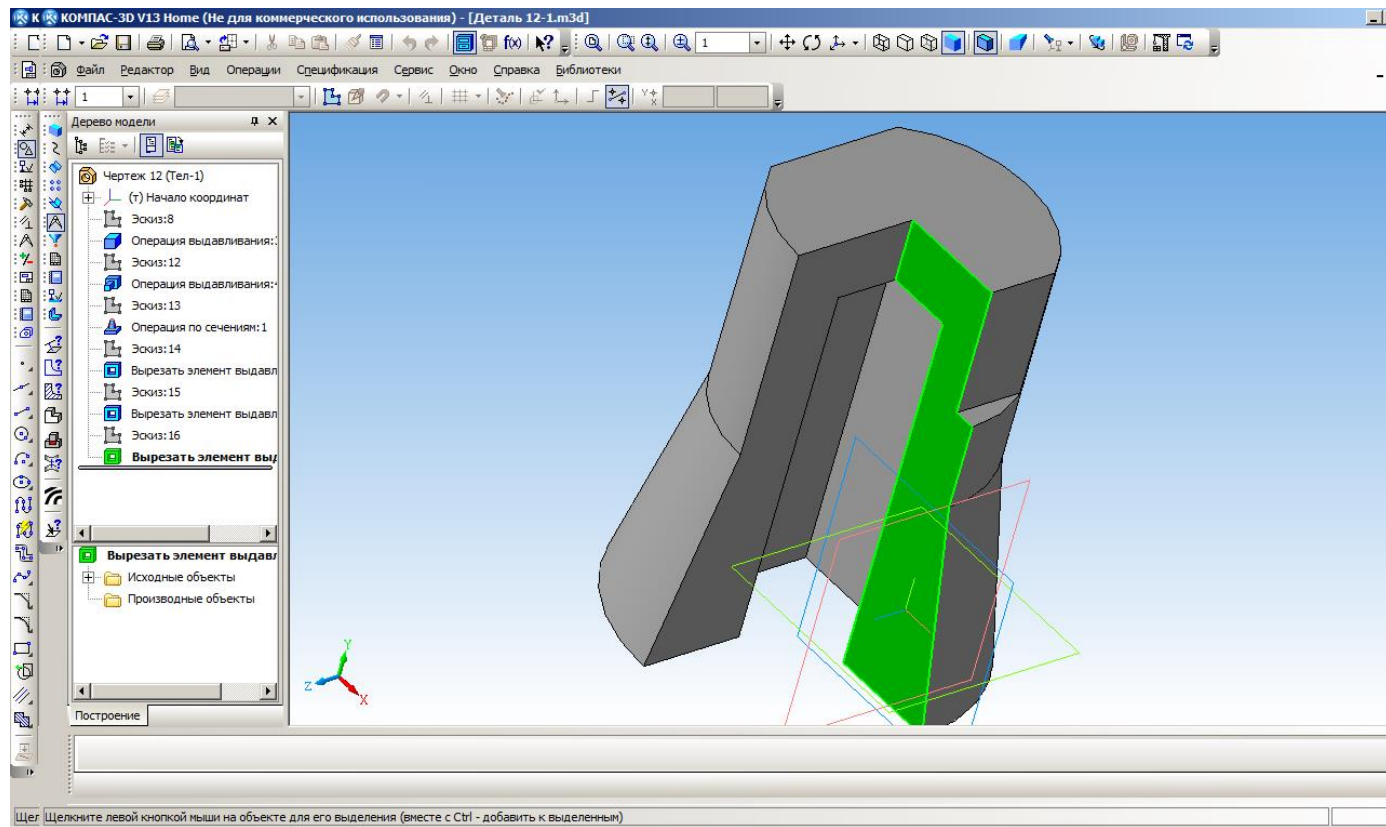 КОМПАС-3D V13 Home (Не для коммерческого использования) - [Деталь 12-1.m3d]
1
Файл Редактор Вид Операции Спецификация Сервис Окно Справка Библиотеки
1
Дерево модели
Чертеж 12 (Тел-1)
(т) Начало координат
Эскиз:8
Операция выдавливания:
Эскиз:12
Операция выдавливания:
Эскиз:13
Операция по сечениям:1
Эскиз:14
Вырезать элемент выдавл
Эскиз:15
Вырезать элемент выдавл
Эскиз:16
Вырезать элемент выд
Вырезать элемент выдавл
Исходные объекты
Производные объекты
Y
Z
X
Построение
Щел Щелкните левой кнопкой мыши на объекте для его выделения (вместе с Ctrl - добавить к выделенным)